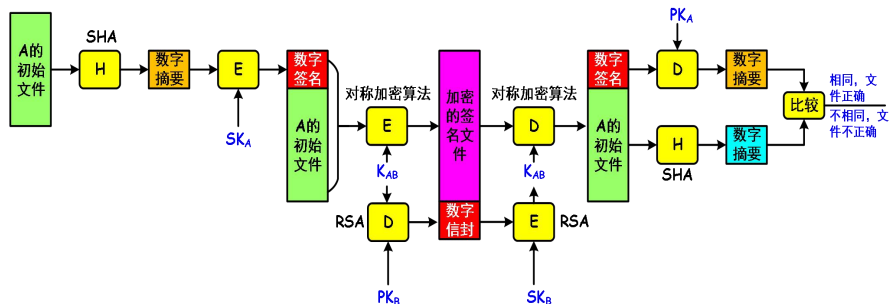 A的
初始
文件
SHA
H
数字
摘要
E
SK_A
数字
签名
A的
初始
文件
对称加密算法
E
K_AB
RSA
D
PK_B
加密
的签
名文
件
数字
信封
对称加密算法
D
K_AB
E
RSA
SK_B
数字
签名
A的
初始
文件
PK_A
D
数字
摘要
H
SHA
数字
摘要
比较
相同，文
件正确
不相同，文
件不正确